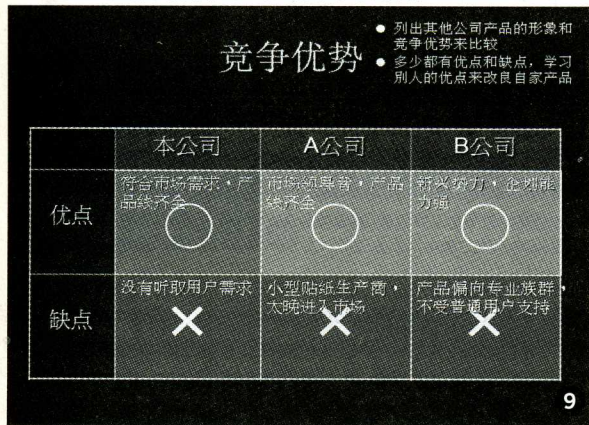 竞争优势
● 列出其他公司产品的形象和
竞争优势来比较
● 多少都有优点和缺点，学习
别人的优点来改良自家产品
本公司 A公司 B公司
优点
符合市场需求，产
品线齐全
市场领导者，产品
线齐全
新兴势力，企划能
力强
缺点
没有听取用户需求
小型贴纸生产商，
太晚进入市场
产品偏向专业族群，
不受普通用户支持
9